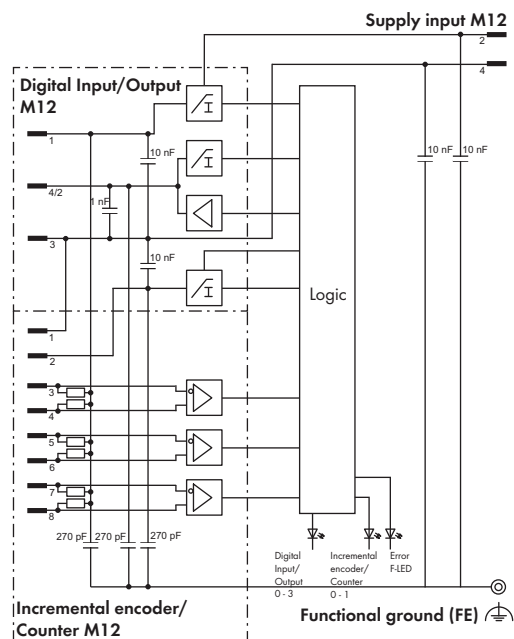 Supply input M12
2
4
Digital Input/Output
M12
1
10 nF
10 nF
10 nF
4/2
1 nF
3
10 nF
Logic
1
2
3
4
5
6
7
8
270 pF
270 pF
270 pF
Digital
Input/
Output
0 - 3
Incremental
encoder/
Counter
0 - 1
Error
F-LED
Incremental encoder/
Counter M12
Functional ground (FE)